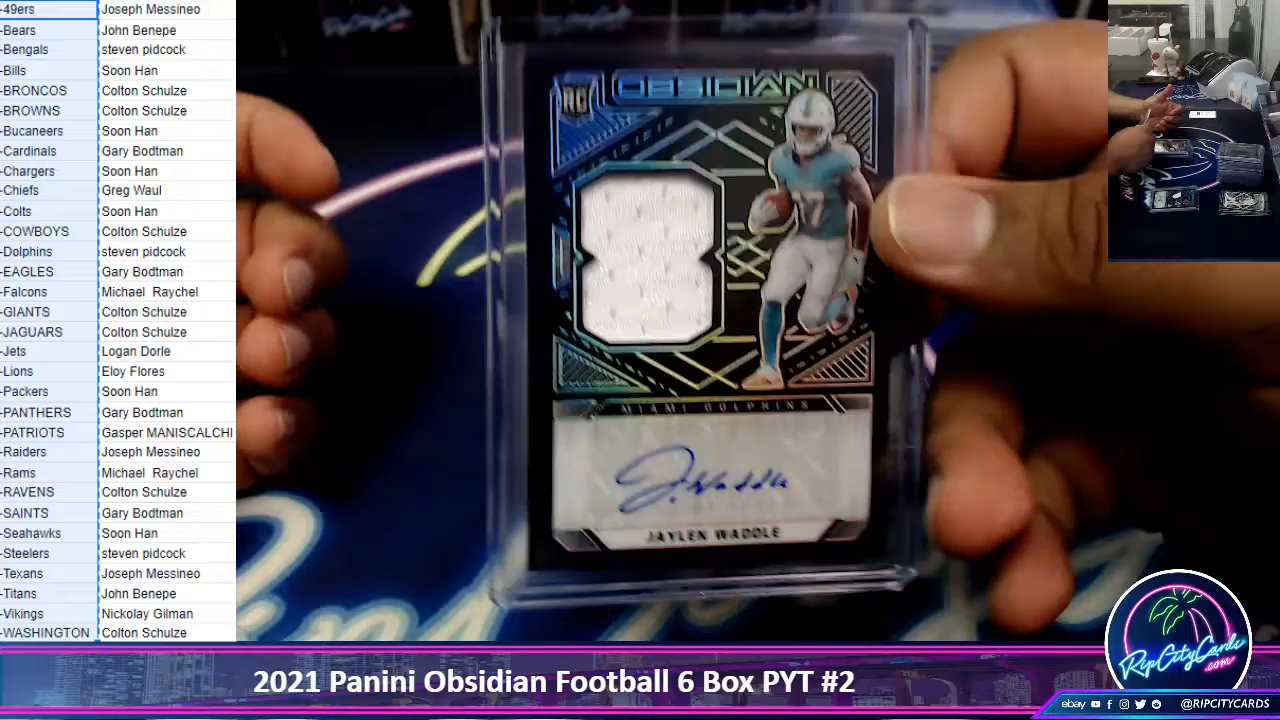 -49ers Joseph Messineo
-Bears John Benepe
-Bengals steven pidcock
-Bills Soon Han
-BRONCOS Colton Schulze
-BROWNS Colton Schulze
-Bucaneers Soon Han
-Cardinals Gary Bodtman
-Chargers Soon Han
-Chiefs Greg Waul
-Colts Soon Han
-COWBOYS Colton Schulze
-Dolphins steven pidcock
-EAGLES Gary Bodtman
-Falcons Michael Raychel
-GIANTS Colton Schulze
-JAGUARS Colton Schulze
-Jets Logan Dorle
-Lions Eloy Flores
-Packers Soon Han
-PANTHERS Gary Bodtman
-PATRIOTS Gasper MANISCALCHI
-Raiders Joseph Messineo
-Rams Michael Raychel
-RAVENS Colton Schulze
-SAINTS Gary Bodtman
-Seahawks Soon Han
-Steelers steven pidcock
-Texans Joseph Messineo
-Titans John Benepe
-Vikings Nickolay Gilman
-WASHINGTON Colton Schulze
RC OBSIDIAN
17
MIAMI DOLPHINS
J. Waddle
JAYLEN WADDLE
2021 Panini Obsidian Football 6 Box PYT #2
RipCityCards
.com
ebay @RIPCITYCARDS